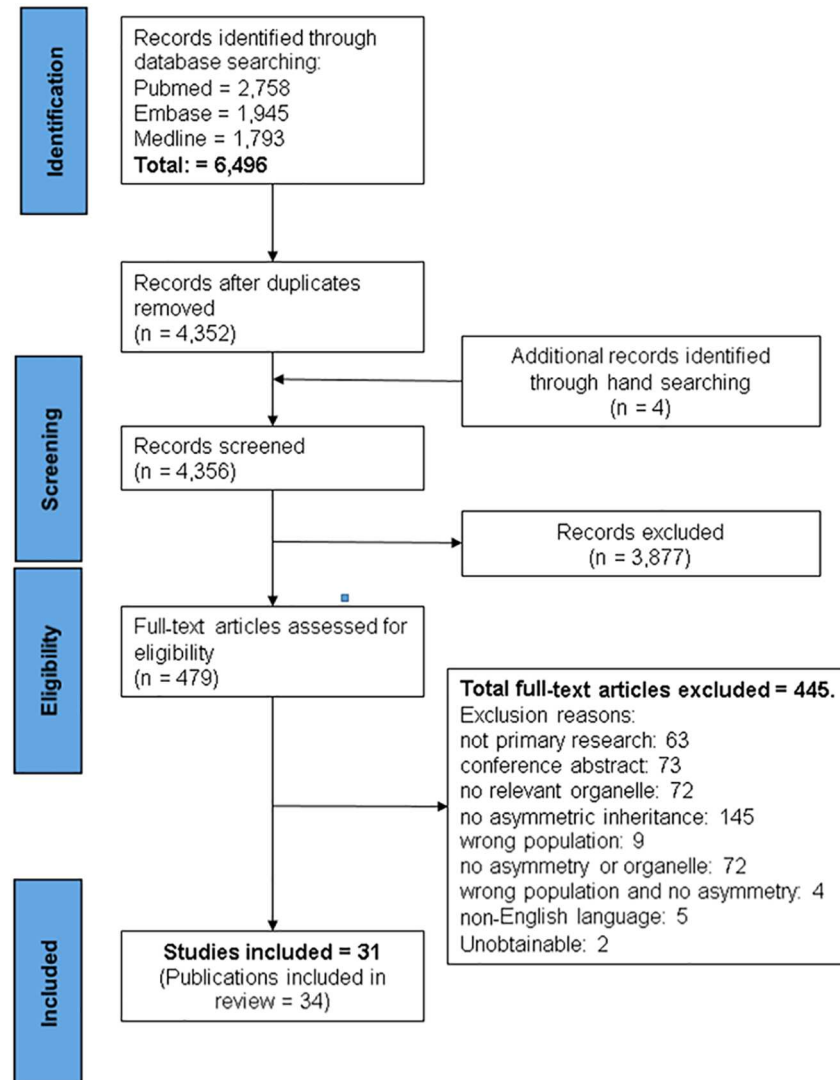 Identification
Records identified through
database searching:
Pubmed = 2,758
Embase = 1,945
Medline = 1,793
Total: = 6,496
Records after duplicates
removed
(n = 4,352)
Screening
Additional records identified
through hand searching
(n = 4)
Records screened
(n = 4,356)
Records excluded
(n = 3,877)
Eligibility
Full-text articles assessed for
eligibility
(n = 479)
Total full-text articles excluded = 445.
Exclusion reasons:
not primary research: 63
conference abstract: 73
no relevant organelle: 72
no asymmetric inheritance: 145
wrong population: 9
no asymmetry or organelle: 72
wrong population and no asymmetry: 4
non-English language: 5
Unobtainable: 2
Included
Studies included = 31
(Publications included in
review = 34)